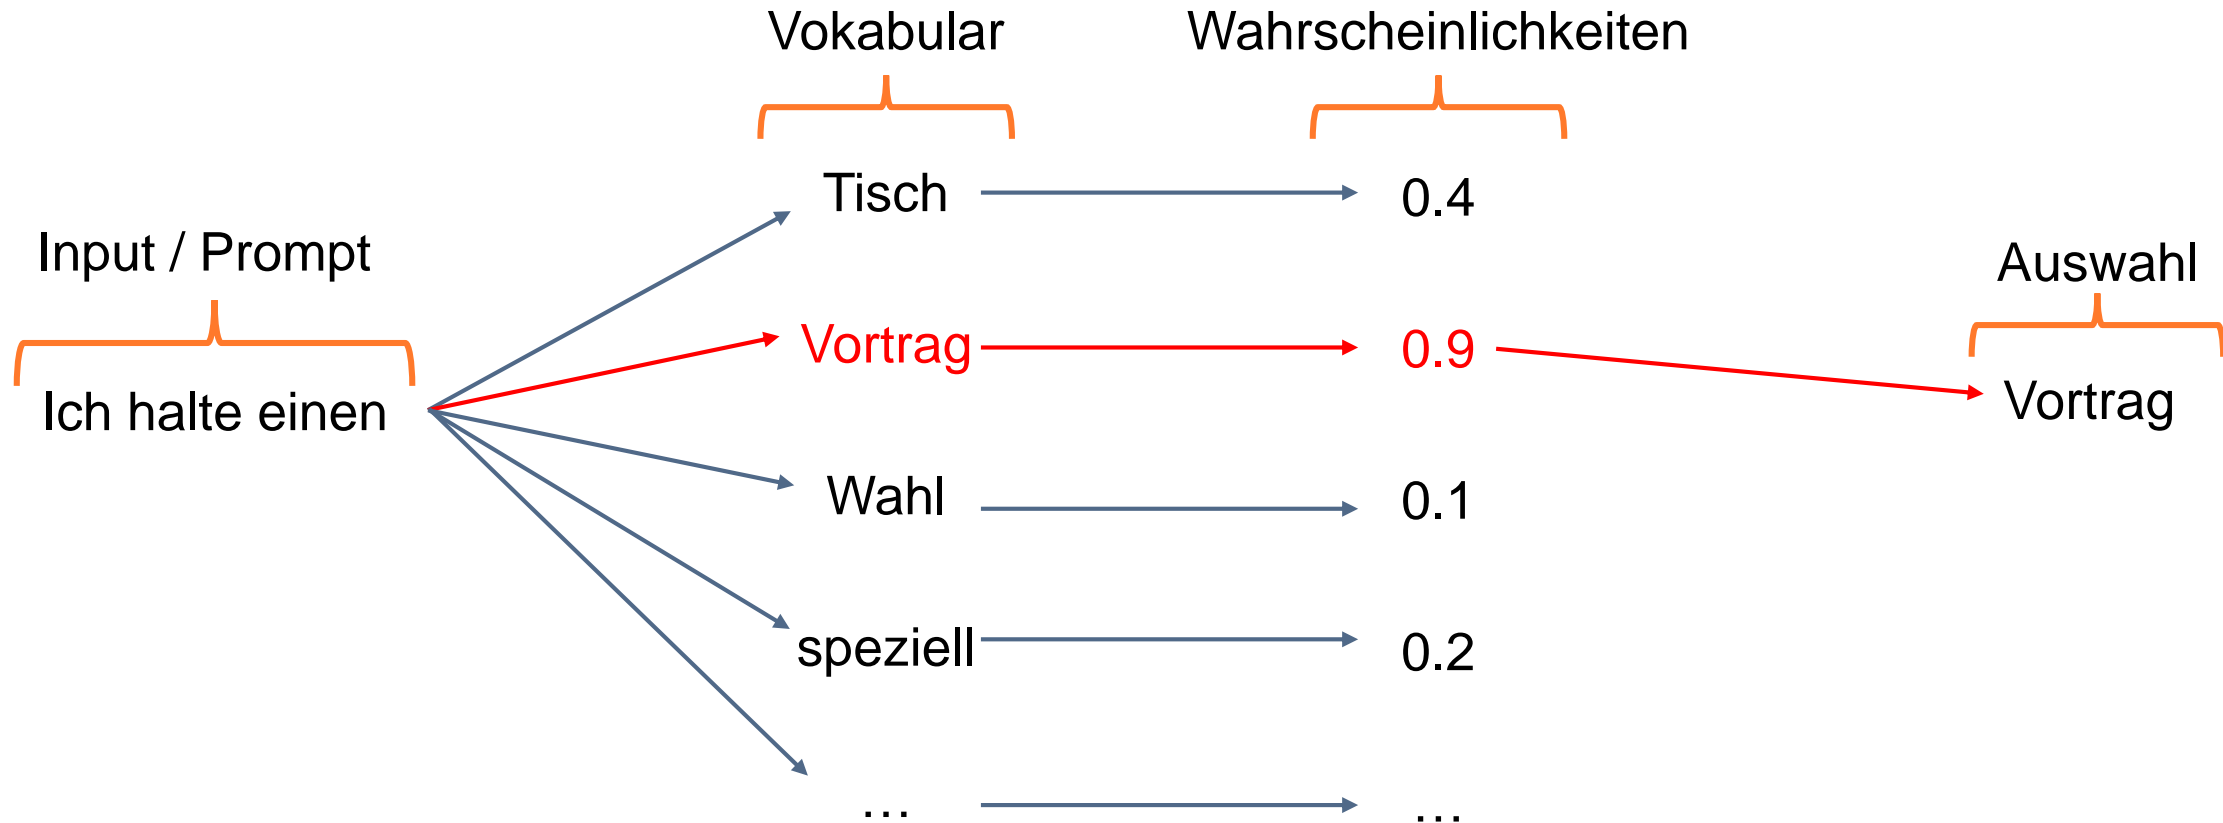 Vokabular
Wahrscheinlichkeiten
Input / Prompt
Ich halte einen
Tisch
0.4
Vortrag
0.9
Wahl
0.1
speziell
0.2
…
…
Auswahl
Vortrag